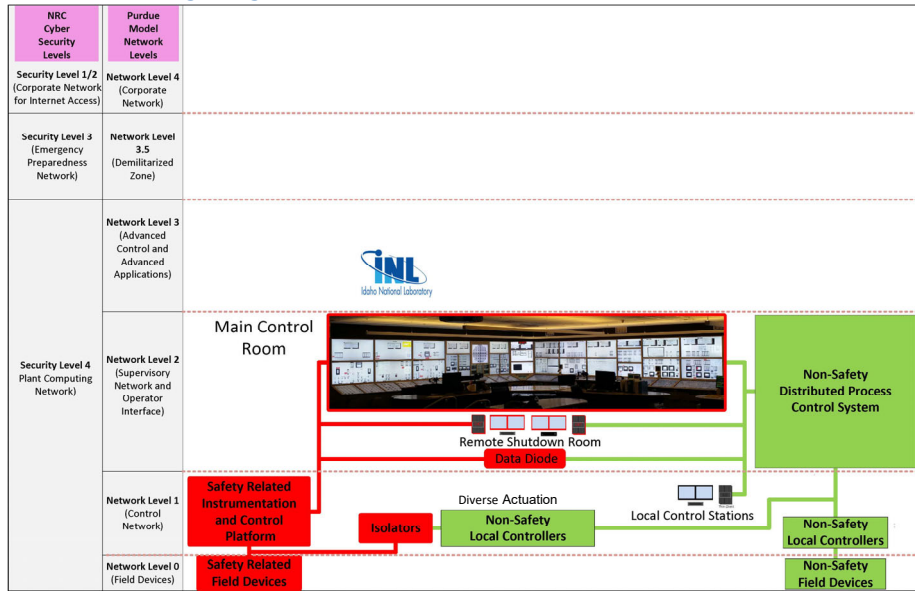 NRC
Cyber
Security
Levels
Purdue
Model
Network
Levels
Security Level 1/2
(Corporate Network
for Internet Access)
Network Level 4
(Corporate
Network)
Security Level 3
(Emergency
Preparedness
Network)
Network Level
3.5
(Demilitarized
Zone)
Network Level 3
(Advanced
Control and
Advanced
Applications)
INL
Idaho National Laboratory
Security Level 4
Plant Computing
Network)
Network Level 2
(Supervisory
Network and
Operator
Interface)
Main Control
Room
Non-Safety
Distributed Process
Control System
Remote Shutdown Room
Data Diode
Network Level 1
(Control
Network)
Safety Related
Instrumentation
and Control
Platform
Isolators
Diverse Actuation
Non-Safety
Local Controllers
Local Control Stations
Non-Safety
Local Controllers
Network Level 0
(Field Devices)
Safety Related
Field Devices
Non-Safety
Field Devices